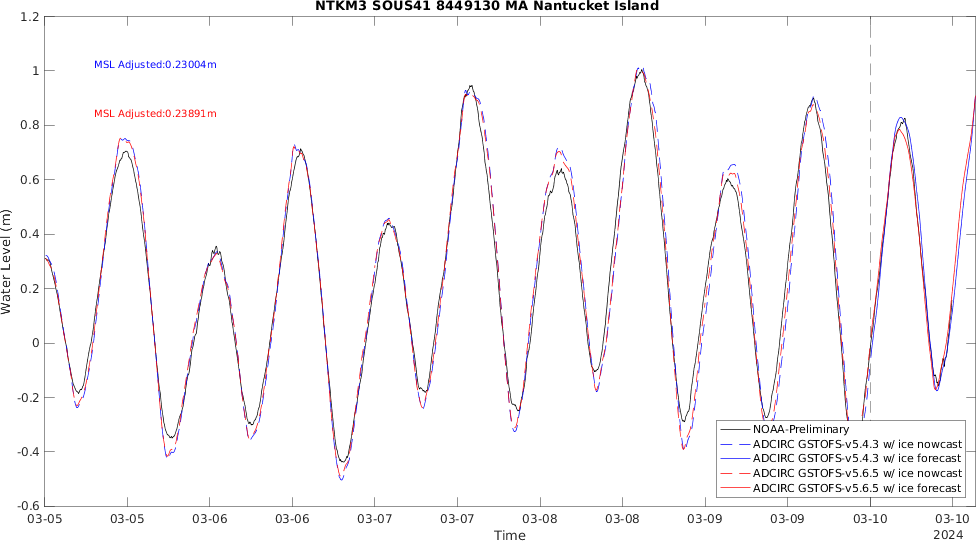 NTKM3 SOUS41 8449130 MA Nantucket Island
1.2
1
0.8
0.6
0.4
0.2
0
-0.2
-0.4
-0.6
Water Level (m)
MSL Adjusted:0.23004m
MSL Adjusted:0.23891m
NOAA-Preliminary
ADCIRC GSTOFS-v5.4.3 w/ ice nowcast
ADCIRC GSTOFS-v5.4.3 w/ ice forecast
ADCIRC GSTOFS-v5.6.5 w/ ice nowcast
ADCIRC GSTOFS-v5.6.5 w/ ice forecast
03-05 03-05 03-06 03-06 03-07 03-07 03-08 03-08 03-09 03-09 03-10 03-10
2024
Time